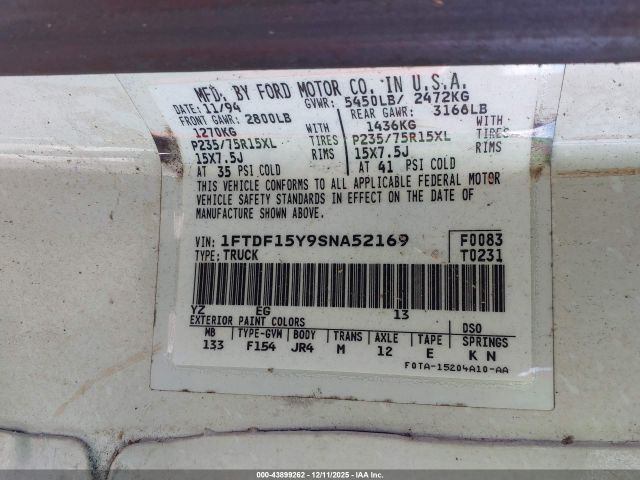 MFD. BY FORD MOTOR CO. IN U.S.A.
DATE: 11/94 GVWR: 5450LB/ 2472KG
FRONT GAWR: 2800LB REAR GAWR: 3166LB
1270KG WITH 1436KG WITH
P235/75R15XL TIRES P235/75R15XL TIRES
15X7.5J RIMS 15X7.5J RIMS
AT 35 PSI COLD AT 41 PSI COLD
THIS VEHICLE CONFORMS TO ALL APPLICABLE FEDERAL MOTOR
VEHICLE SAFETY STANDARDS IN EFFECT ON THE DATE OF
MANUFACTURE SHOWN ABOVE.
VIN: 1FTDF15Y9SNA52169 F0083
TYPE: TRUCK T0231
YZ EG 13
EXTERIOR PAINT COLORS DSO
WB TYPE-GVW BODY TRANS AXLE TAPE SPRINGS
133 F154 JR4 M 12 E K N
F0TA-15204A10-AA
000-43899262 - 12/11/2025 - IAA Inc.